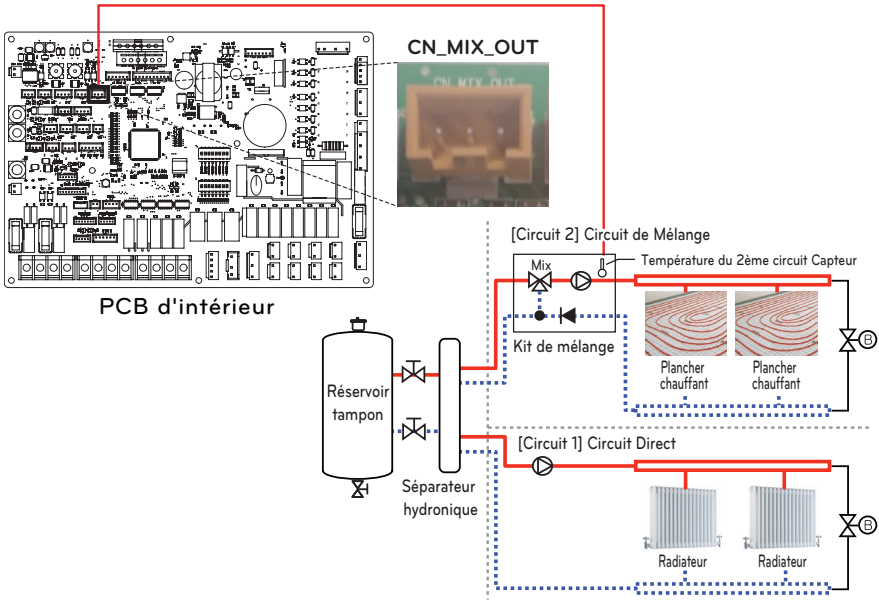 CN_MIX_OUT
CN_MIX_OUT
PCB d'intérieur
[Circuit 2] Circuit de Mélange
Mix
Température du 2ème circuit Capteur
Kit de mélange
Plancher
chauffant
Plancher
chauffant
B
Réservoir
tampon
Séparateur
hydronique
[Circuit 1] Circuit Direct
Radiateur
Radiateur
B